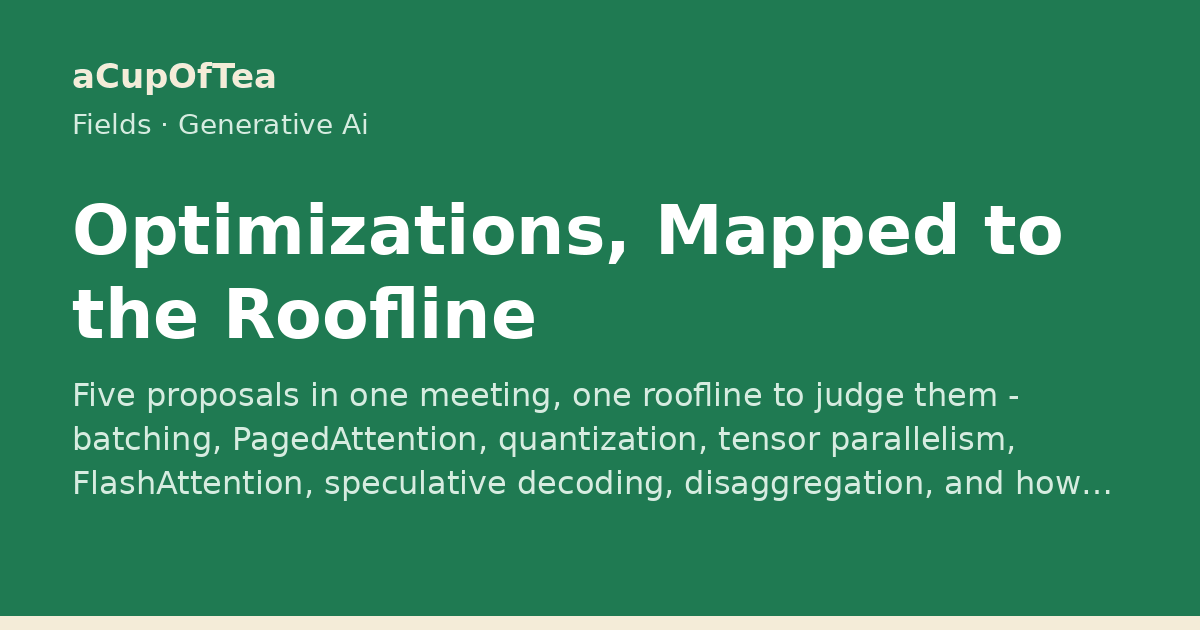 aCupOfTea
Fields · Generative Ai
Optimizations, Mapped to
the Roofline
Five proposals in one meeting, one roofline to judge them -
batching, PagedAttention, quantization, tensor parallelism,
FlashAttention, speculative decoding, disaggregation, and how…